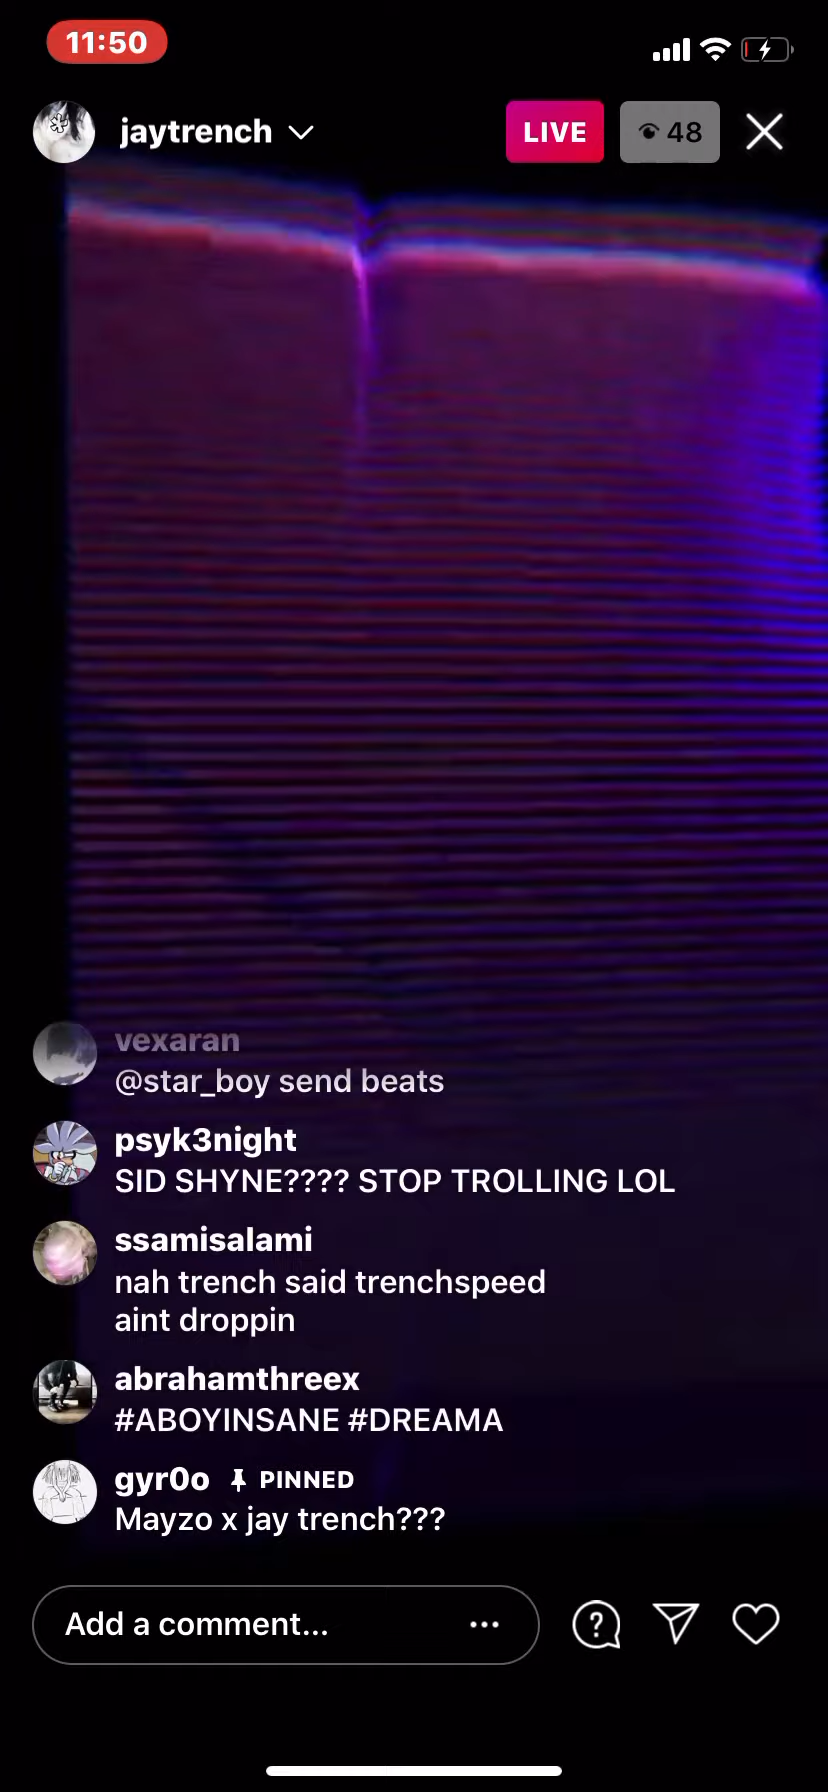 11:50
jaytrench
LIVE
48
vexaran
@star_boy send beats
psyk3night
SID SHYNE???? STOP TROLLING LOL
ssamisalami
nah trench said trenchspeed
aint droppin
abrahamthreex
#ABOYINSANE #DREAMA
gyr0o PINNED
Mayzo x jay trench???
Add a comment...